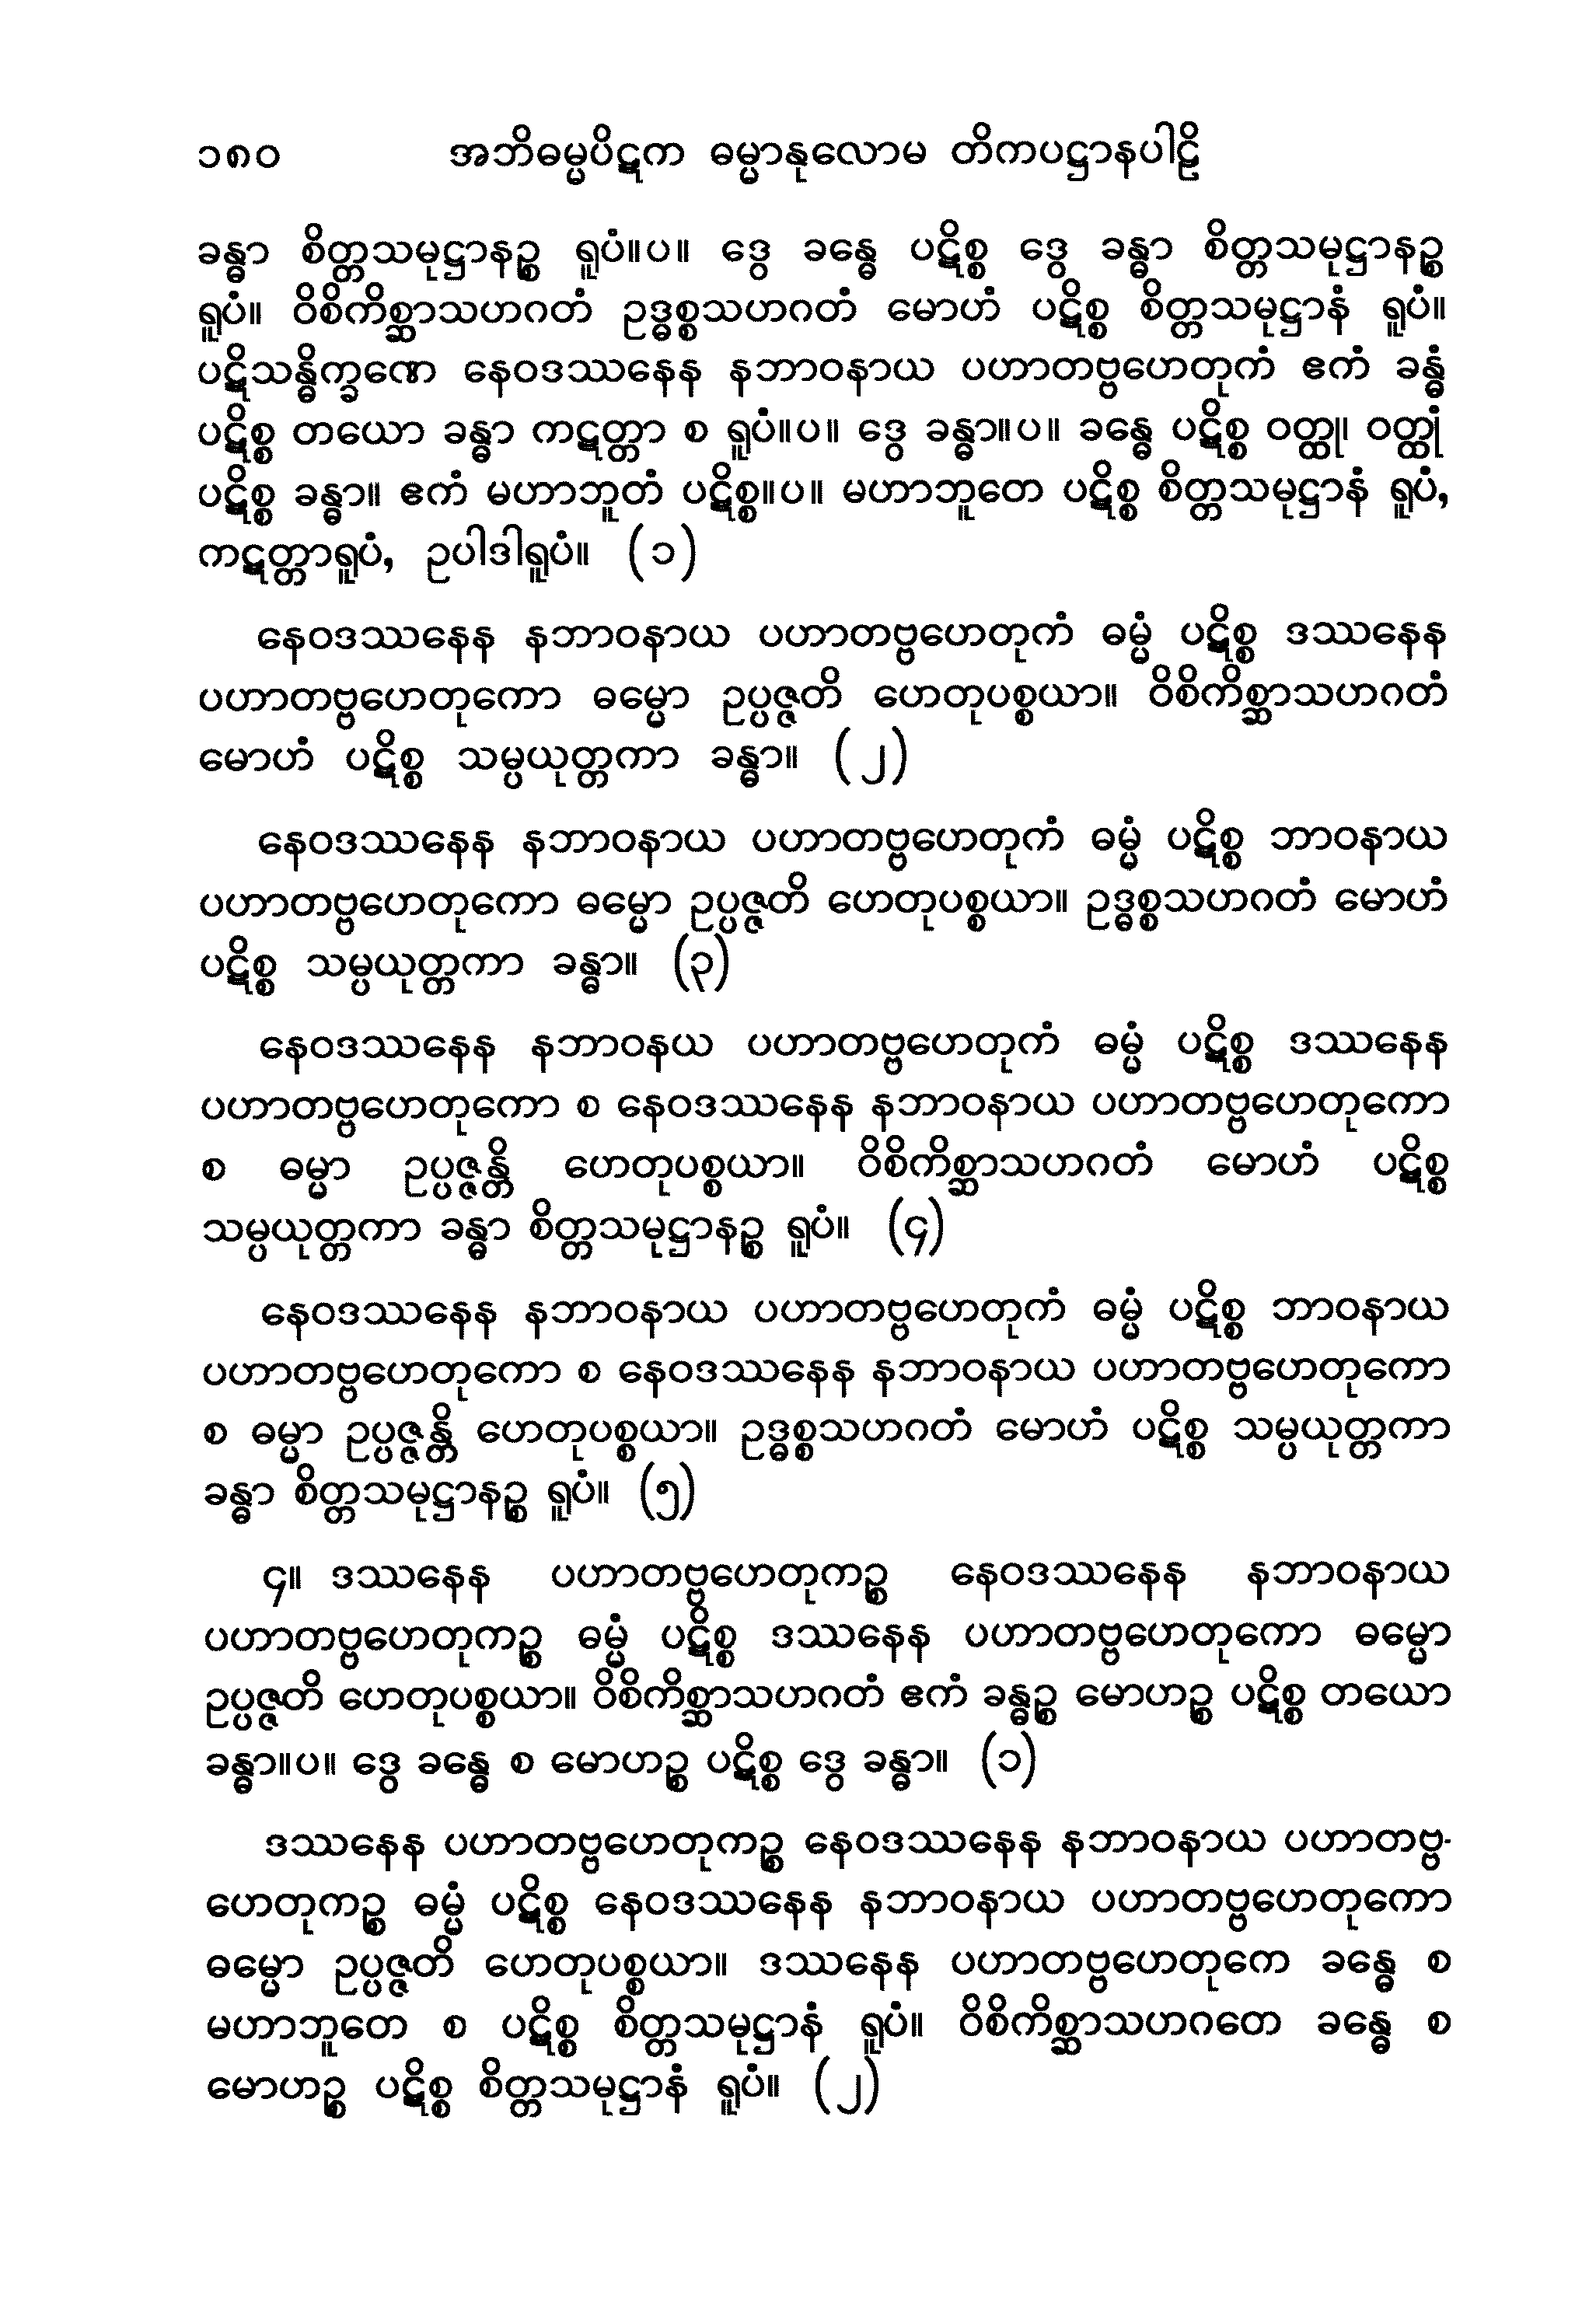 ၁၈၀ အဘိဓမ္မပိဋက ဓမ္မာနုလောမ တိကပဋ္ဌာနပါဠိ
ခန္ဓာ စိတ္တသမုဋ္ဌာနဉ္စ ရူပံ။ပ။ ဒွေ ခန္ဓေ ပဋိစ္စ ဒွေ ခန္ဓာ စိတ္တသမုဋ္ဌာနဉ္စ
ရူပံ။ ဝိစိကိစ္ဆာသဟဂတံ ဥဒ္ဓစ္စသဟဂတံ မောဟံ ပဋိစ္စ စိတ္တသမုဋ္ဌာနံ ရူပံ။
ပဋိသန္ဓိက္ခဏေ နေဝဒဿနေန နဘာဝနာယ ပဟာတဗ္ဗဟေတုကံ ဧကံ ခန္ဓံ
ပဋိစ္စ တယော ခန္ဓာ ကဋတ္တာ စ ရူပံ။ပ။ ဒွေ ခန္ဓာ။ပ။ ခန္ဓေ ပဋိစ္စ ဝတ္ထု၊ ဝတ္ထုံ
ပဋိစ္စ ခန္ဓာ။ ဧကံ မဟာဘူတံ ပဋိစ္စ။ပ။ မဟာဘူတေ ပဋိစ္စ စိတ္တသမုဋ္ဌာနံ ရူပံ,
ကဋတ္တာရူပံ, ဥပါဒါရူပံ။ (၁)
နေဝဒဿနေန နဘာဝနာယ ပဟာတဗ္ဗဟေတုကံ ဓမ္မံ ပဋိစ္စ ဒဿနေန
ပဟာတဗ္ဗဟေတုကော ဓမ္မော ဥပ္ပဇ္ဇတိ ဟေတုပစ္စယာ။ ဝိစိကိစ္ဆာသဟဂတံ
မောဟံ ပဋိစ္စ သမ္ပယုတ္တကာ ခန္ဓာ။ (၂)
နေဝဒဿနေန နဘာဝနာယ ပဟာတဗ္ဗဟေတုကံ ဓမ္မံ ပဋိစ္စ ဘာဝနာယ
ပဟာတဗ္ဗဟေတုကော ဓမ္မော ဥပ္ပဇ္ဇတိ ဟေတုပစ္စယာ။ ဥဒ္ဓစ္စသဟဂတံ မောဟံ
ပဋိစ္စ သမ္ပယုတ္တကာ ခန္ဓာ။ (၃)
နေဝဒဿနေန နဘာဝနယ ပဟာတဗ္ဗဟေတုကံ ဓမ္မံ ပဋိစ္စ ဒဿနေန
ပဟာတဗ္ဗဟေတုကော စ နေဝဒဿနေန နဘာဝနာယ ပဟာတဗ္ဗဟေတုကော
စ ဓမ္မာ ဥပ္ပဇ္ဇန္တိ ဟေတုပစ္စယာ။ ဝိစိကိစ္ဆာသဟဂတံ မောဟံ ပဋိစ္စ
သမ္ပယုတ္တကာ ခန္ဓာ စိတ္တသမုဋ္ဌာနဉ္စ ရူပံ။ (၄)
နေဝဒဿနေန နဘာဝနာယ ပဟာတဗ္ဗဟေတုကံ ဓမ္မံ ပဋိစ္စ ဘာဝနာယ
ပဟာတဗ္ဗဟေတုကော စ နေဝဒဿနေန နဘာဝနာယ ပဟာတဗ္ဗဟေတုကော
စ ဓမ္မာ ဥပ္ပဇ္ဇန္တိ ဟေတုပစ္စယာ။ ဥဒ္ဓစ္စသဟဂတံ မောဟံ ပဋိစ္စ သမ္ပယုတ္တကာ
ခန္ဓာ စိတ္တသမုဋ္ဌာနဉ္စ ရူပံ။ (၅)
၄။ ဒဿနေန ပဟာတဗ္ဗဟေတုကဉ္စ နေဝဒဿနေန နဘာဝနာယ
ပဟာတဗ္ဗဟေတုကဉ္စ ဓမ္မံ ပဋိစ္စ ဒဿနေန ပဟာတဗ္ဗဟေတုကော ဓမ္မော
ဥပ္ပဇ္ဇတိ ဟေတုပစ္စယာ။ ဝိစိကိစ္ဆာသဟဂတံ ဧကံ ခန္ဓဉ္စ မောဟဉ္စ ပဋိစ္စ တယော
ခန္ဓာ။ပ။ ဒွေ ခန္ဓေ စ မောဟဉ္စ ပဋိစ္စ ဒွေ ခန္ဓာ။ (၁)
ဒဿနေန ပဟာတဗ္ဗဟေတုကဉ္စ နေဝဒဿနေန နဘာဝနာယ ပဟာတဗ္ဗ-
ဟေတုကဉ္စ ဓမ္မံ ပဋိစ္စ နေဝဒဿနေန နဘာဝနာယ ပဟာတဗ္ဗဟေတုကော
ဓမ္မော ဥပ္ပဇ္ဇတိ ဟေတုပစ္စယာ။ ဒဿနေန ပဟာတဗ္ဗဟေတုကေ ခန္ဓေ စ
မဟာဘူတေ စ ပဋိစ္စ စိတ္တသမုဋ္ဌာနံ ရူပံ။ ဝိစိကိစ္ဆာသဟဂတေ ခန္ဓေ စ
မောဟဉ္စ ပဋိစ္စ စိတ္တသမုဋ္ဌာနံ ရူပံ။ (၂)